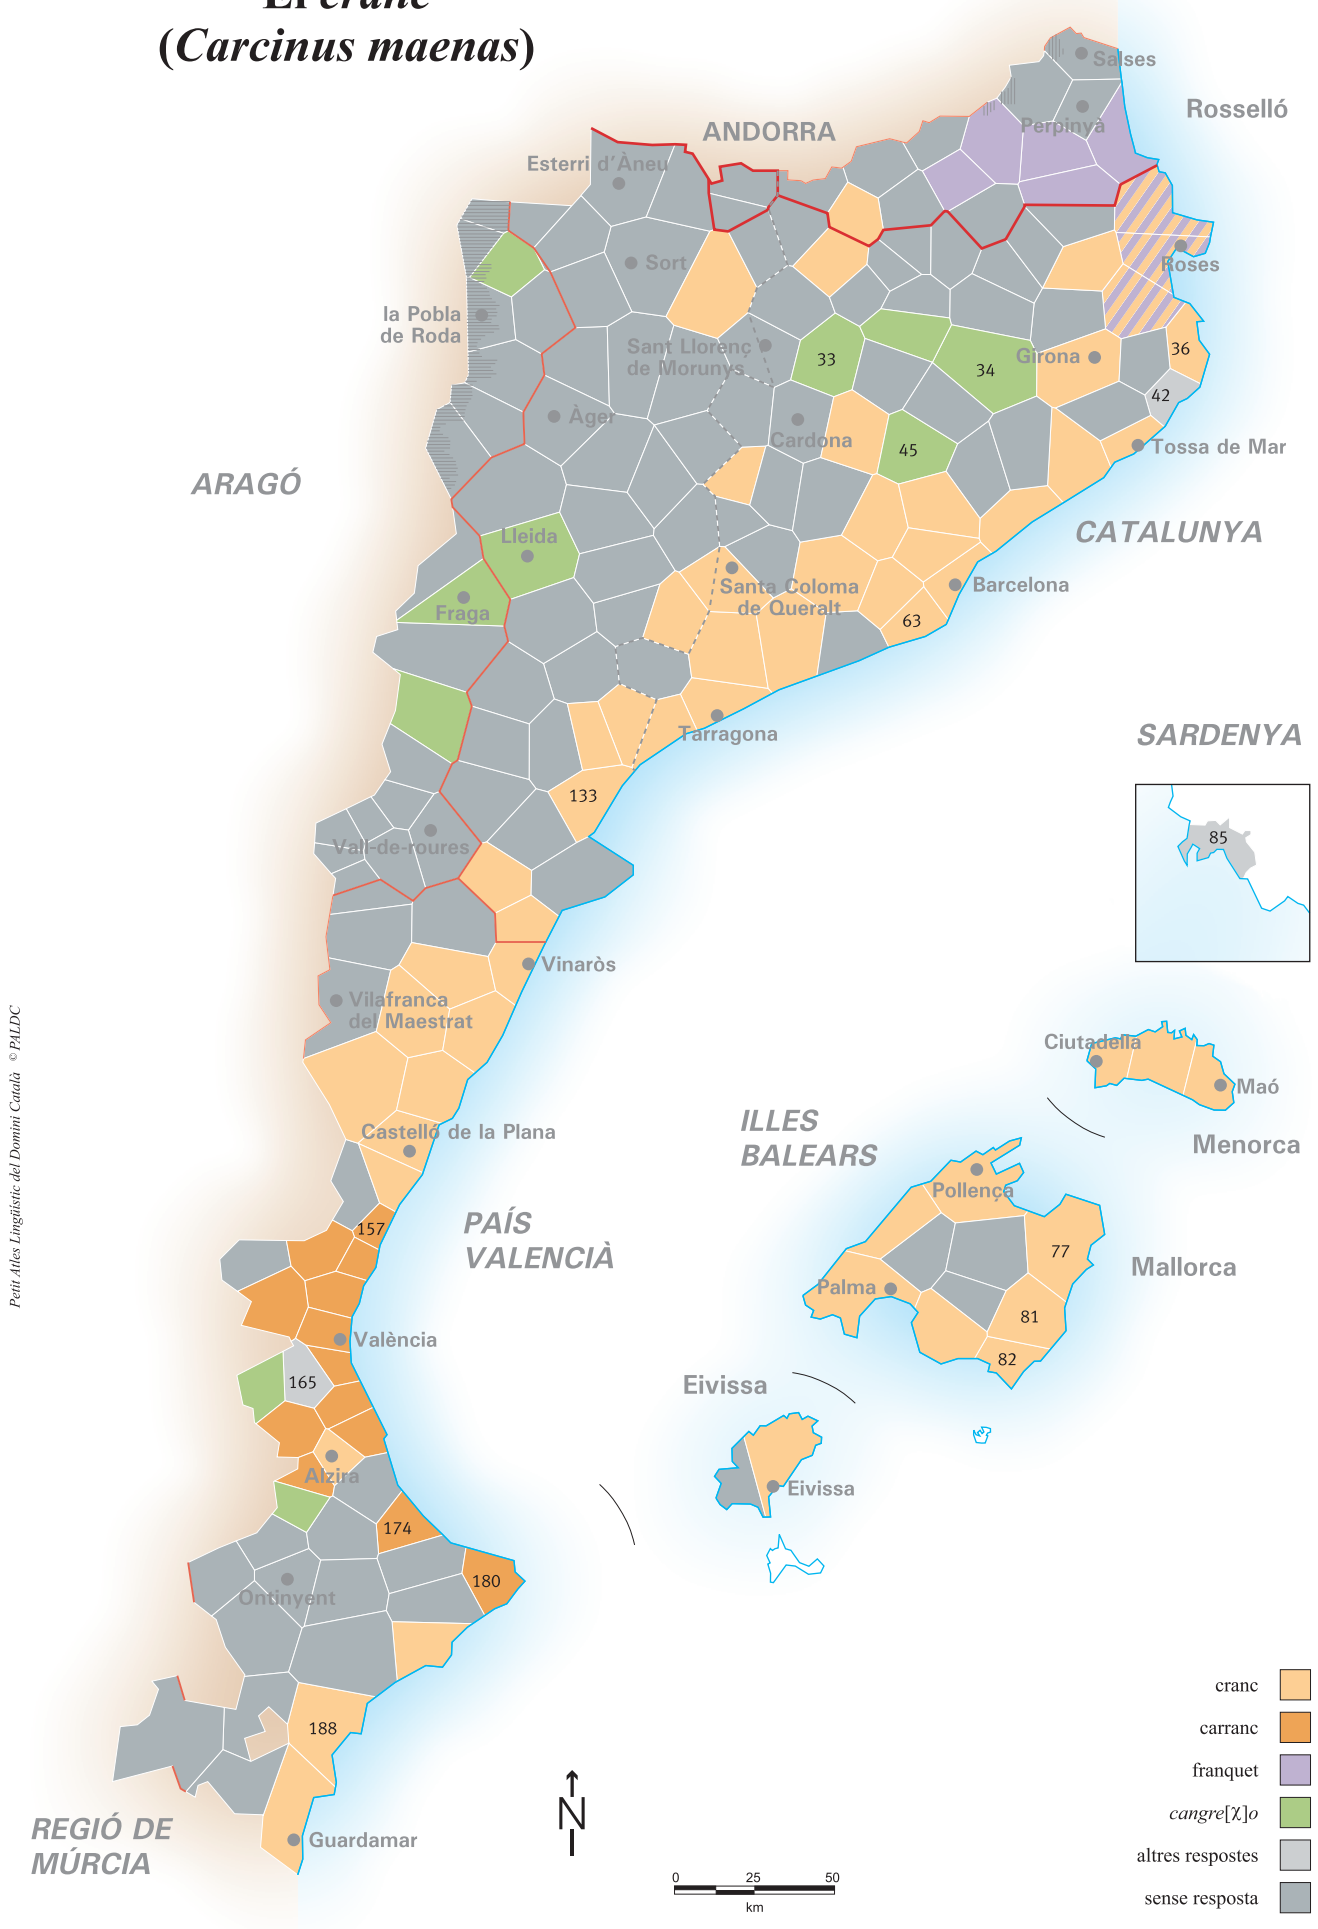 El cranc
(Carcinus maenas)
Salses
Rosselló
Perpinyà
ANDORRA
Esterri d’Àneu
Sort
Roses
la Pobla
de Roda
Sant Llorenç
de Morunys
33
34
Girona
36
42
Àger
Cardona
45
Tossa de Mar
ARAGÓ
CATALUNYA
Lleida
Santa Coloma
de Queralt
Barcelona
Fraga
63
Tarragona
SARDENYA
133
85
Vall-de-roures
Vinaròs
Vilafranca
del Maestrat
Ciutadella
Maó
Menorca
ILLES
BALEARS
Castelló de la Plana
Pollença
PAÍS
VALENCIÀ
157
77
Mallorca
Palma
81
82
València
165
Eivissa
Alzira
Eivissa
174
180
Ontinyent
188
Guardamar
REGIÓ DE
MÚRCIA
N
0 25 50
km
cranc
carranc
franquet
cangre[χ]o
altres respostes
sense resposta
Petit Atles Lingüístic del Domini Català © PALDC